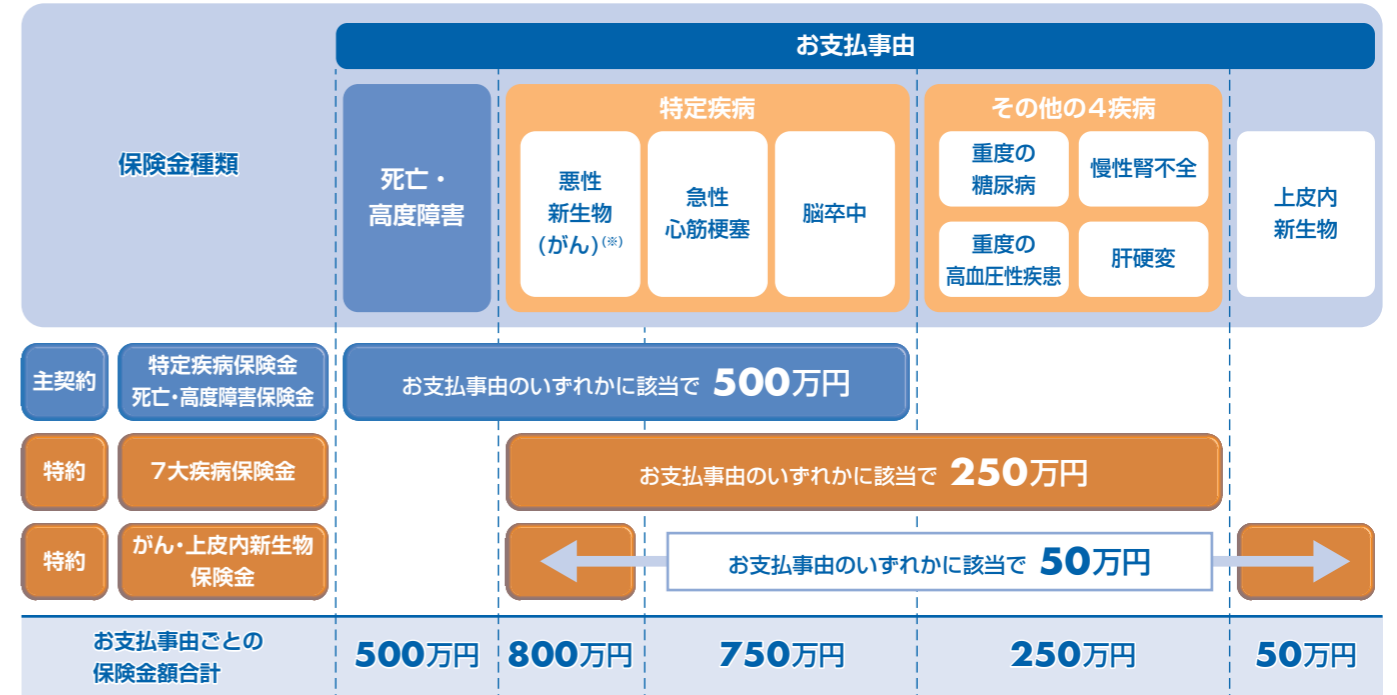 お支払事由
保険金種類
死亡・
高度障害
特定疾病
悪性
新生物
(がん)(※)
急性
心筋梗塞
脳卒中
その他の4疾病
重度の
糖尿病
慢性腎不全
重度の
高血圧性疾患
肝硬変
上皮内
新生物
主契約
特定疾病保険金
死亡・高度障害保険金
お支払事由のいずれかに該当で 500万円
特約
7大疾病保険金
お支払事由のいずれかに該当で 250万円
特約
がん・上皮内新生物
保険金
お支払事由のいずれかに該当で 50万円
お支払事由ごとの
保険金額合計
500万円
800万円
750万円
250万円
50万円